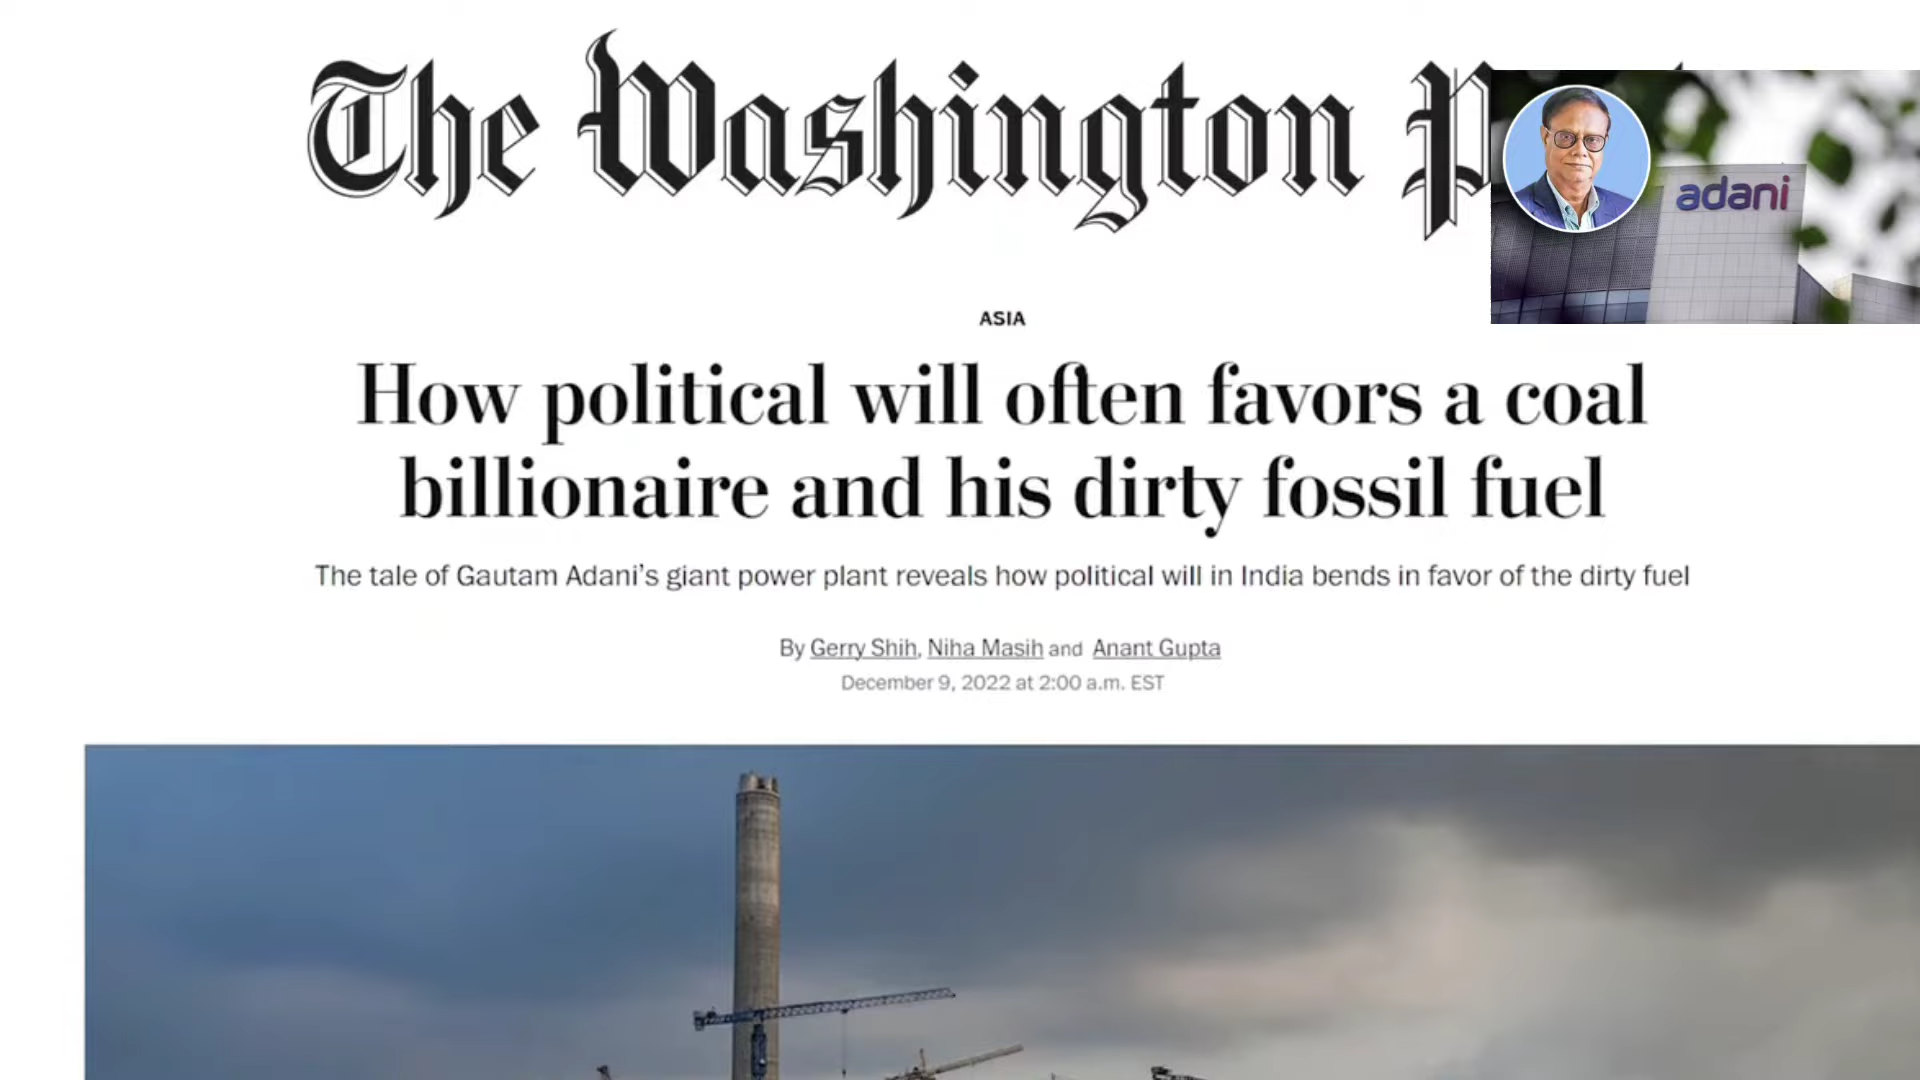 The Washington P
adani
ASIA
How political will often favors a coal
billionaire and his dirty fossil fuel
The tale of Gautam Adani's giant power plant reveals how political will in India bends in favor of the dirty fuel
By Gerry Shih, Niha Masih and Anant Gupta
December 9, 2022 at 2:00 a.m. EST